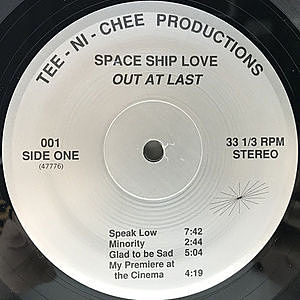 TEE-NI-CHEE PRODUCTIONS
SPACE SHIP LOVE
OUT AT LAST
001
SIDE ONE
(47776)
33 1/3 RPM
STEREO
Speak Low 7:42
Minority 2:44
Glad to be Sad 5:04
My Premiere at
the Cinema 4:19